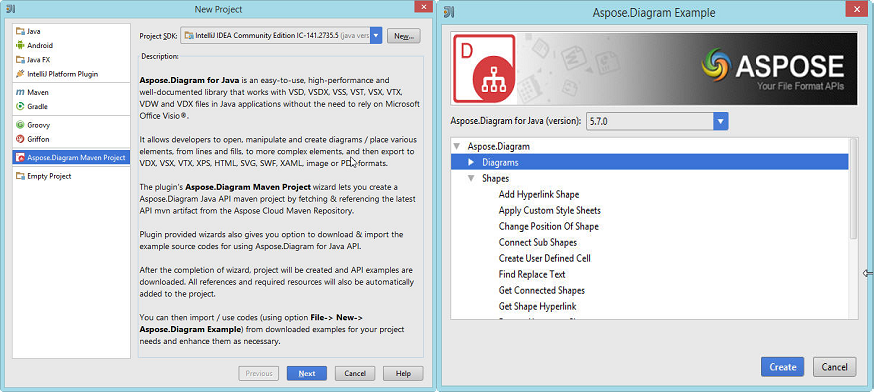 New Project
Project SDK:
IntelliJ IDEA Community Edition IC-141.2735.5 (java vers
New...
Java
Android
Java FX
IntelliJ Platform Plugin
Maven
Gradle
Groovy
Griffon
Aspose.Diagram Maven Project
Empty Project
Description:
Aspose.Diagram for Java is an easy-to-use, high-performance and
well-documented library that works with VSD, VSDX, VSS, VST, VSX, VTX,
VDW and VDX files in Java applications without the need to rely on Microsoft
Office Visio®.
It allows developers to open, manipulate and create diagrams / place various
elements, from lines and fills, to more complex elements, and then export to
VDX, VSX, VTX, XPS, HTML, SVG, SWF, XAML, image or PDF formats.
The plugin's Aspose.Diagram Maven Project wizard lets you create a
Aspose.Diagram Java API maven project by fetching & referencing the latest
API mvn artifact from the Aspose Cloud Maven Repository.
Plugin provided wizards also gives you option to download & import the
example source codes for using Aspose.Diagram for Java API.
After the completion of wizard, project will be created and API examples are
downloaded. All references and required resources will also be automatically
added to the project.
You can then import / use codes (using option File-> New->
Aspose.Diagram Example) from downloaded examples for your project
needs and enhance them as necessary.
Previous
Next
Cancel
Help
Aspose.Diagram Example
D
ASPOSE
Your File Format APIs
Aspose.Diagram for Java (version):
5.7.0
Aspose.Diagram
Diagrams
Shapes
Add Hyperlink Shape
Apply Custom Style Sheets
Change Position Of Shape
Connect Sub Shapes
Create User Defined Cell
Find Replace Text
Get Connected Shapes
Get Shape Hyperlink
Create
Cancel